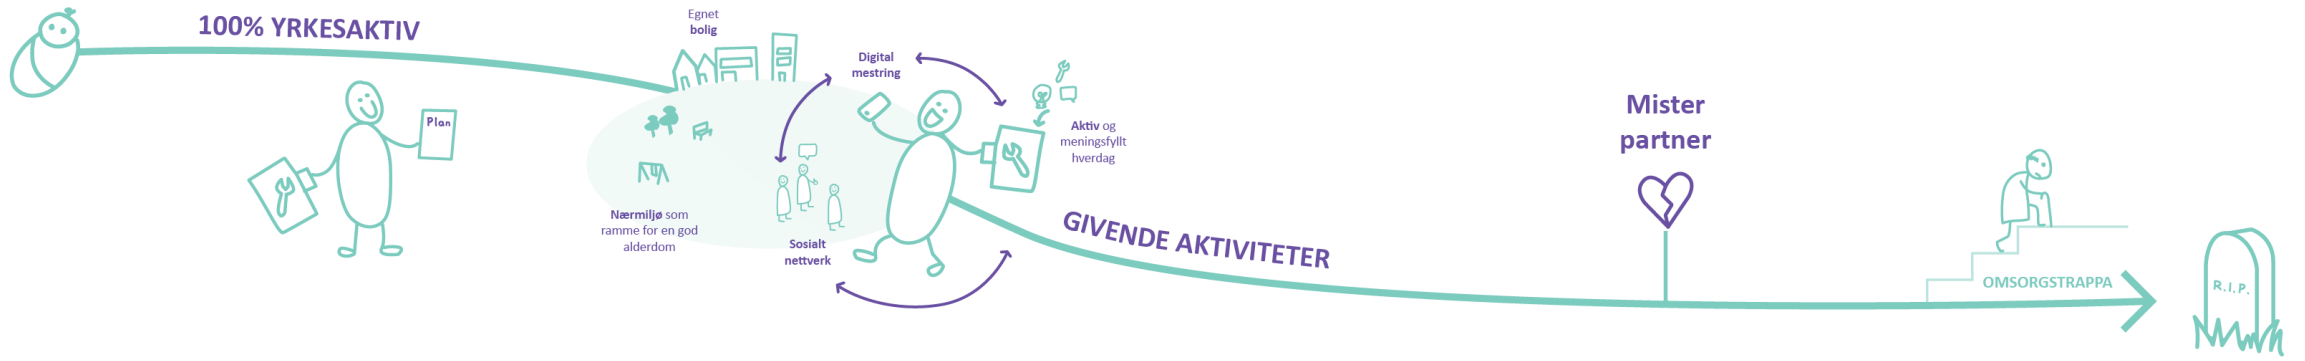 100% YRKESAKTIV
Plan
Egnet
bolig
Digital
mestring
Aktiv og
meningsfyllt
hverdag
Nærmiljø som
ramme for en god
alderdom
Sosialt
nettverk
GIVENDE AKTIVITETER
Mister
partner
OMSORGSTRAPPA
R.I.P.